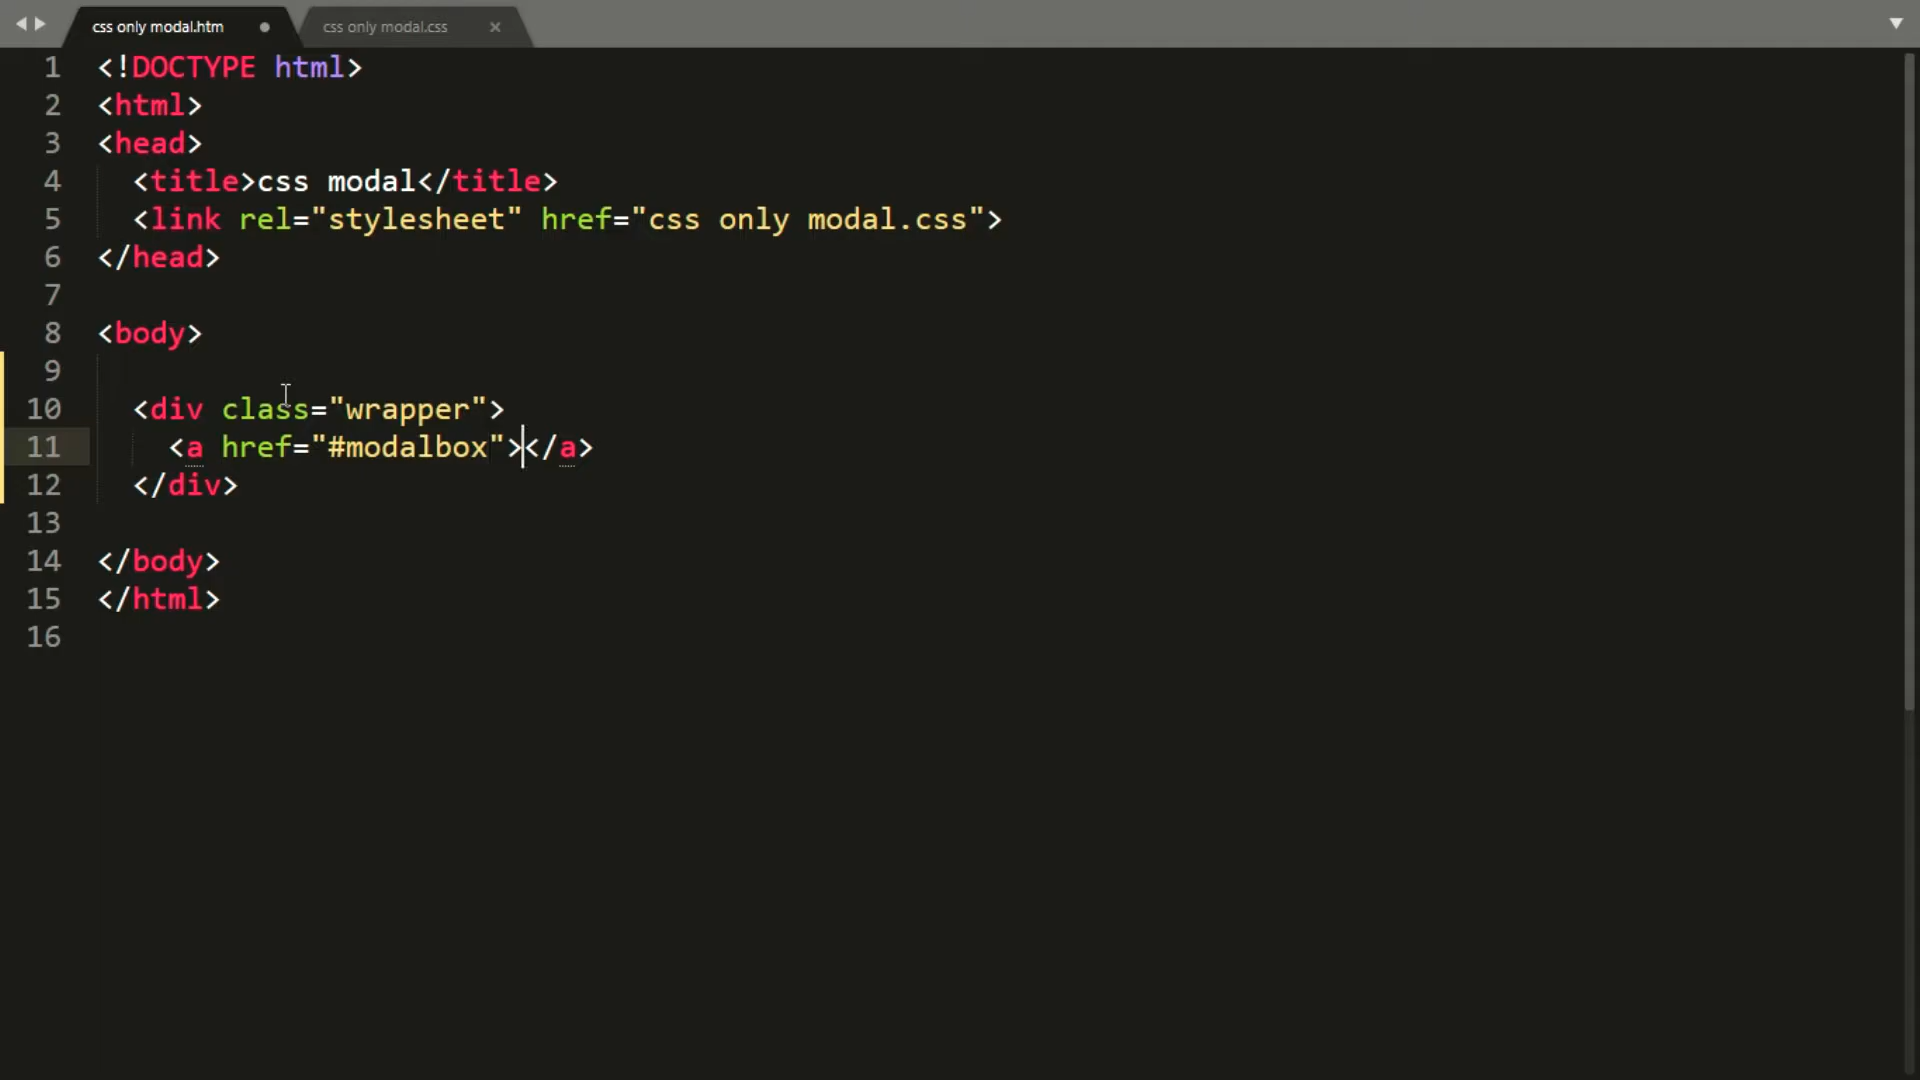 css only modal.htm
css only modal.css
1 <!DOCTYPE html>
2 <html>
3 <head>
4 <title>css modal</title>
5 <link rel="stylesheet" href="css only modal.css">
6 </head>
7
8 <body>
9
10 <div class="wrapper">
11 <a href="#modalbox"></a>
12 </div>
13
14 </body>
15 </html>
16